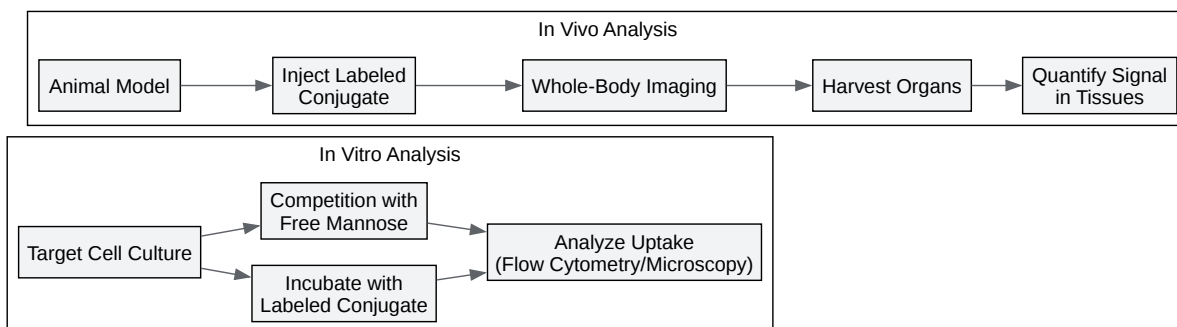 In Vivo Analysis
Animal Model
Inject Labeled
Conjugate
Whole-Body Imaging
Harvest Organs
Quantify Signal
in Tissues
In Vitro Analysis
Target Cell Culture
Competition with
Free Mannose
Incubate with
Labeled Conjugate
Analyze Uptake
(Flow Cytometry/Microscopy)